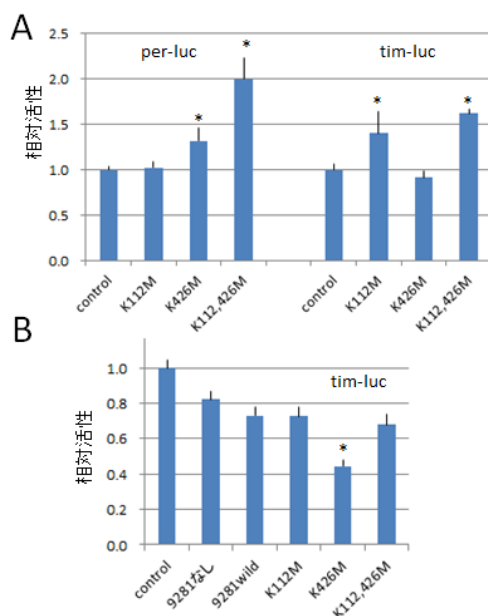 A
per-luc
tim-luc
相対活性
2.5
2.0
1.5
1.0
0.5
0.0
control
K112M
K426M
K112,426M
control
K112M
K426M
K112,426M
*
*
*
*
B
tim-luc
相対活性
1.0
0.8
0.6
0.4
0.2
0.0
control
9281なし
9281wild
K112M
K426M
K112,426M
*